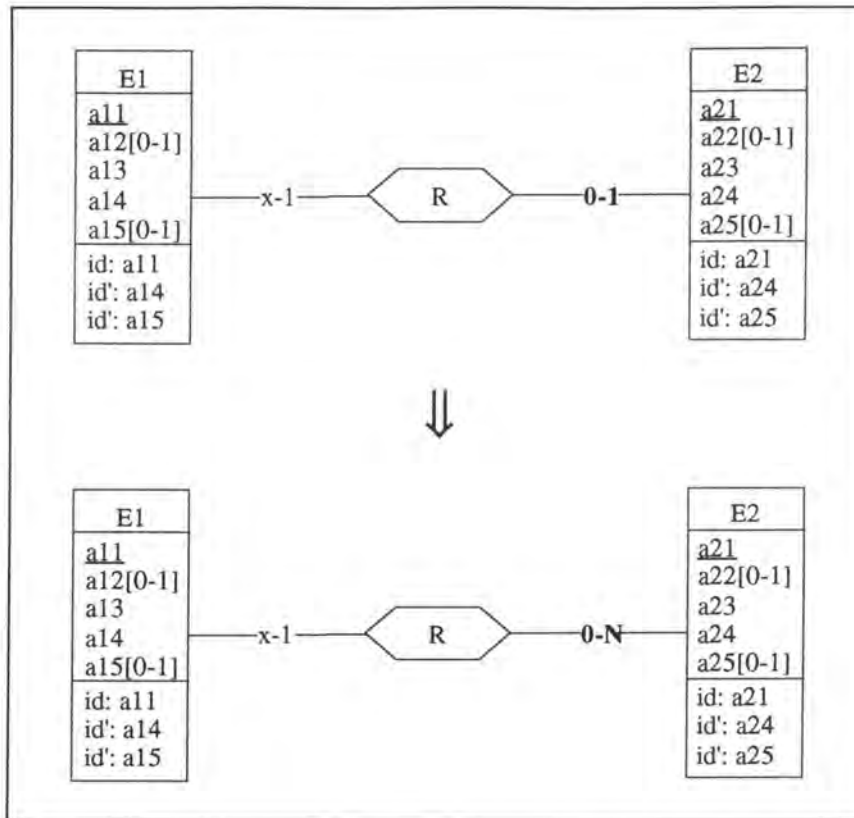 E1
a11
a12[0-1]
a13
a14
a15[0-1]
id: a11
id': a14
id': a15
x-1
R
0-1
E2
a21
a22[0-1]
a23
a24
a25[0-1]
id: a21
id': a24
id': a25
⇓
E1
a11
a12[0-1]
a13
a14
a15[0-1]
id: a11
id': a14
id': a15
x-1
R
0-N
E2
a21
a22[0-1]
a23
a24
a25[0-1]
id: a21
id': a24
id': a25